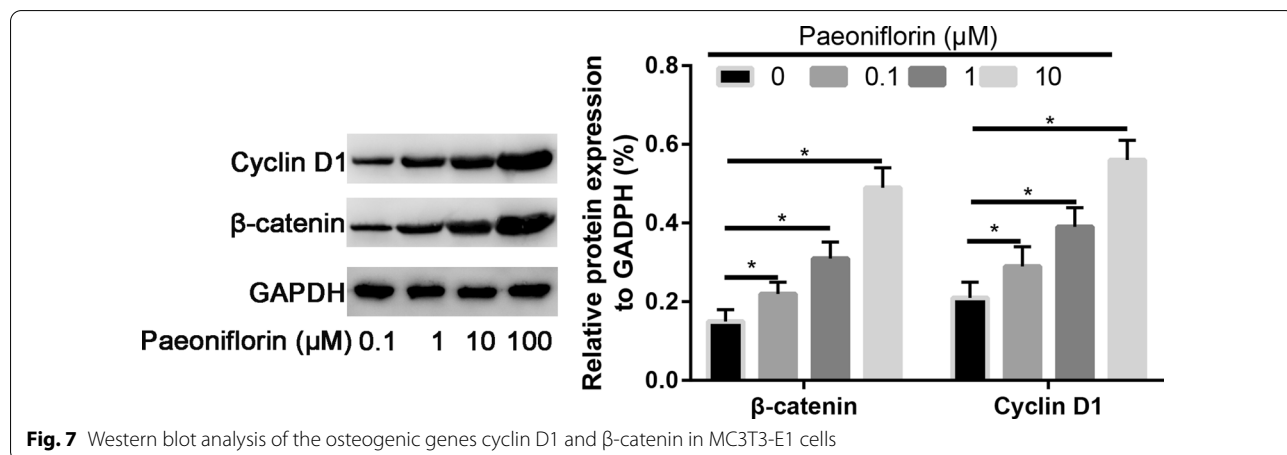 Cyclin D1
β-catenin
GAPDH
Paeoniflorin (μM) 0.1 1 10 100
Paeoniflorin (μM)
0 0.1 1 10
Relative protein expression
to GADPH (%)
0.8
0.6
0.4
0.2
0.0
* * * * * *
β-catenin Cyclin D1
Fig. 7 Western blot analysis of the osteogenic genes cyclin D1 and β-catenin in MC3T3-E1 cells